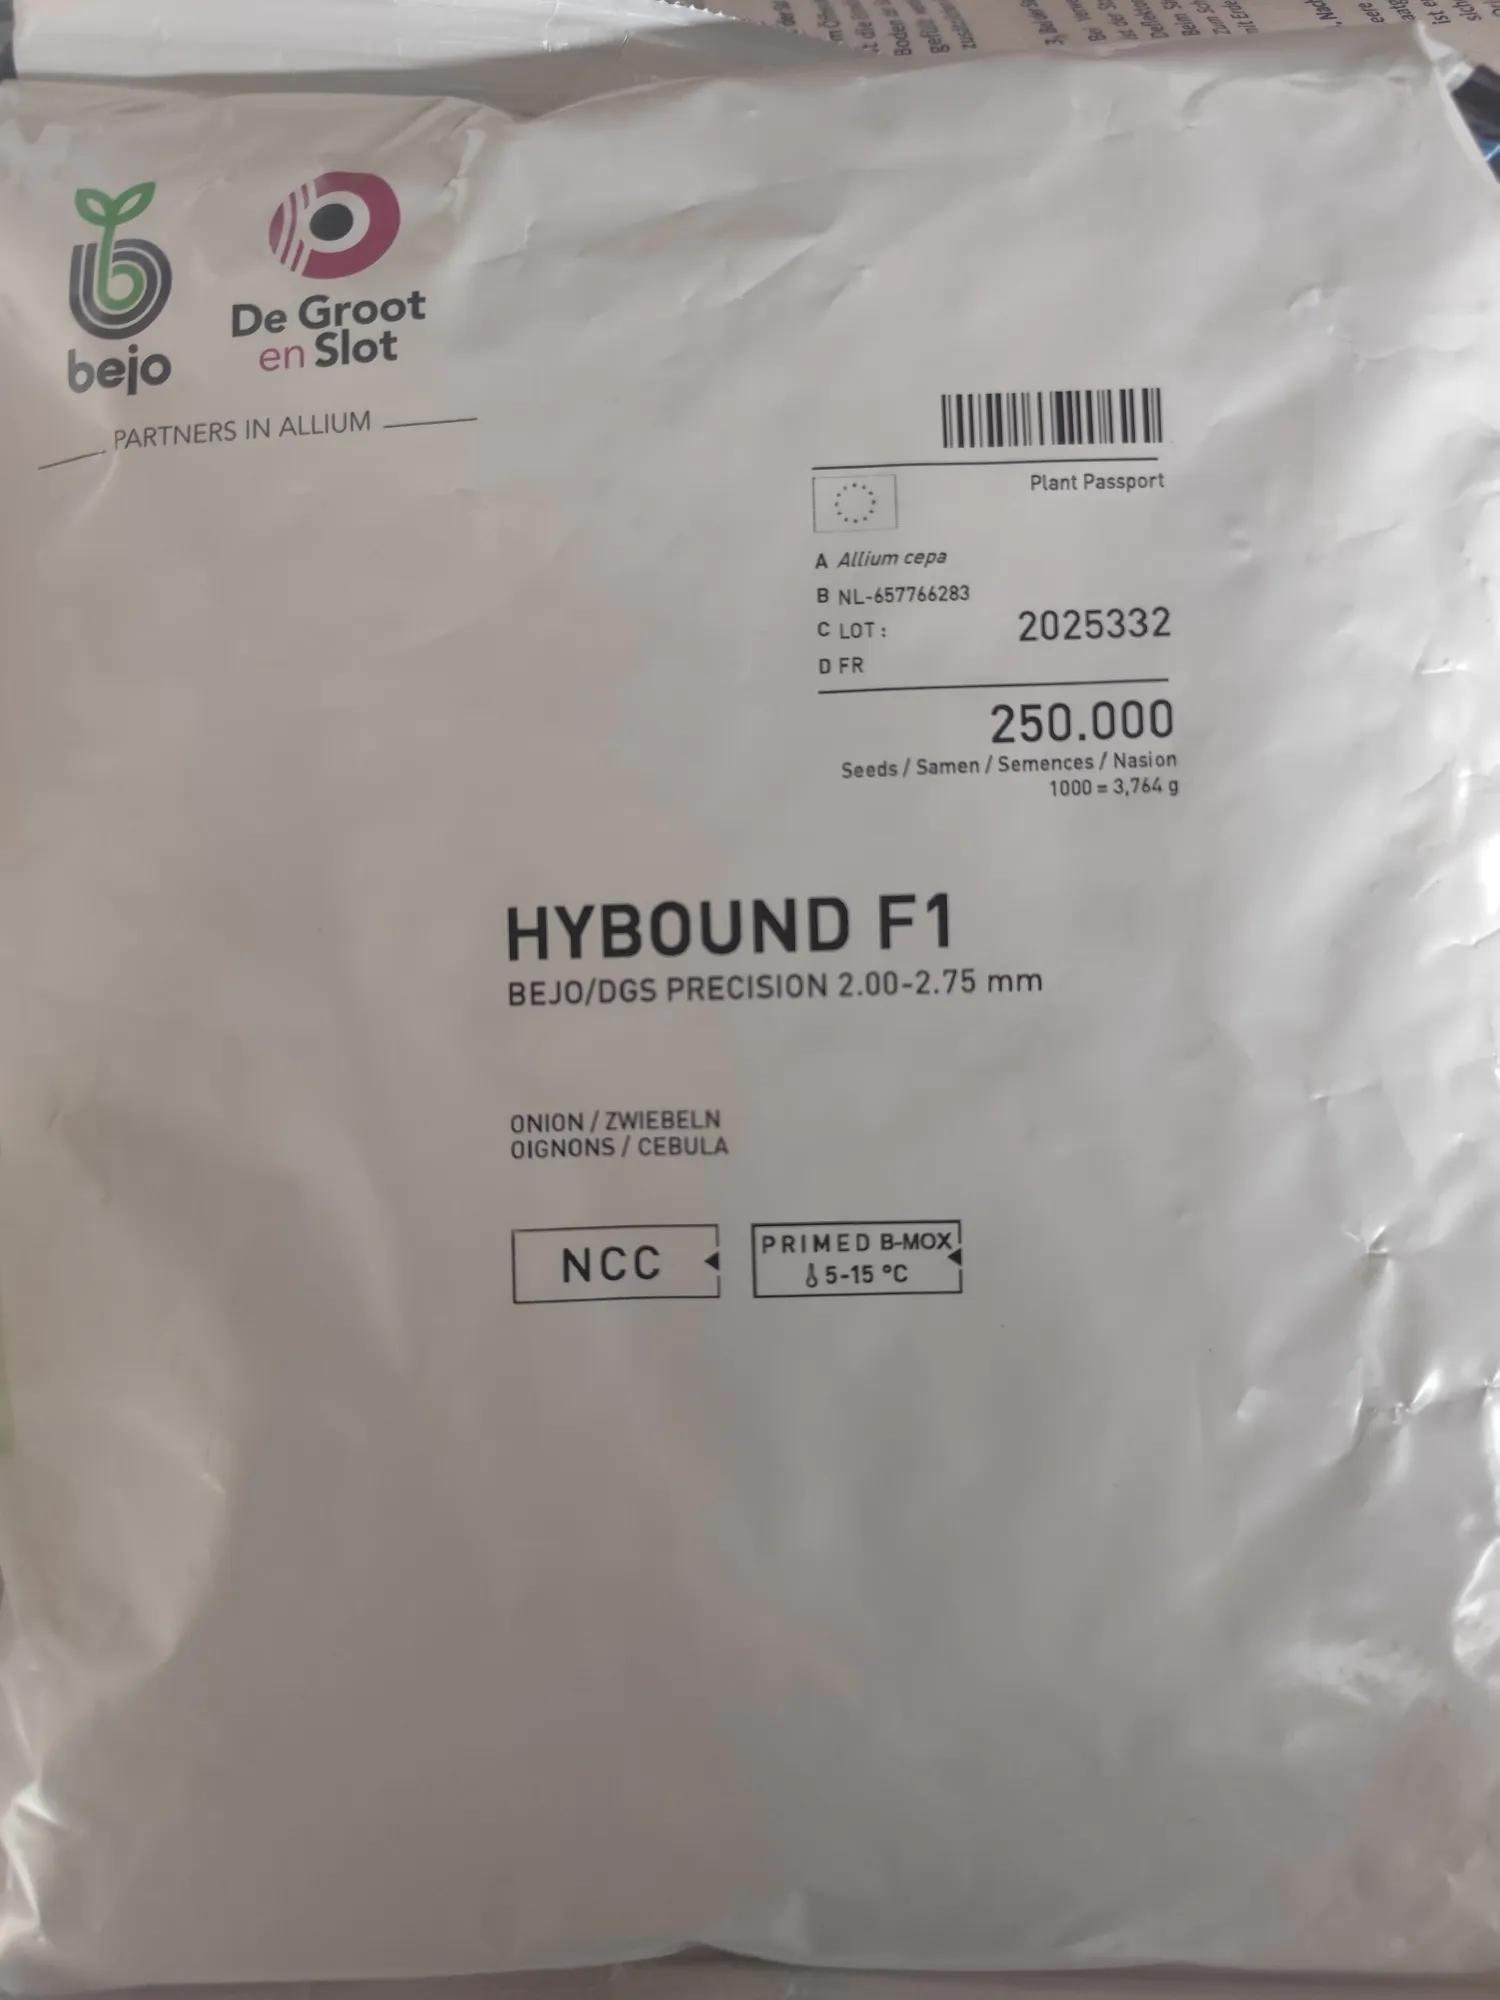 bejo
De Groot
en Slot
PARTNERS IN ALLIUM
Plant Passport
A Allium cepa
B NL-657766283
C LOT: 2025332
D FR
250.000
Seeds / Samen / Semences / Nasion
1000 = 3,764 g
HYBOUND F1
BEJO/DGS PRECISION 2.00-2.75 mm
ONION / ZWIEBELN
OIGNONS / CEBULA
NCC
PRIMED B-MOX
5-15 °C